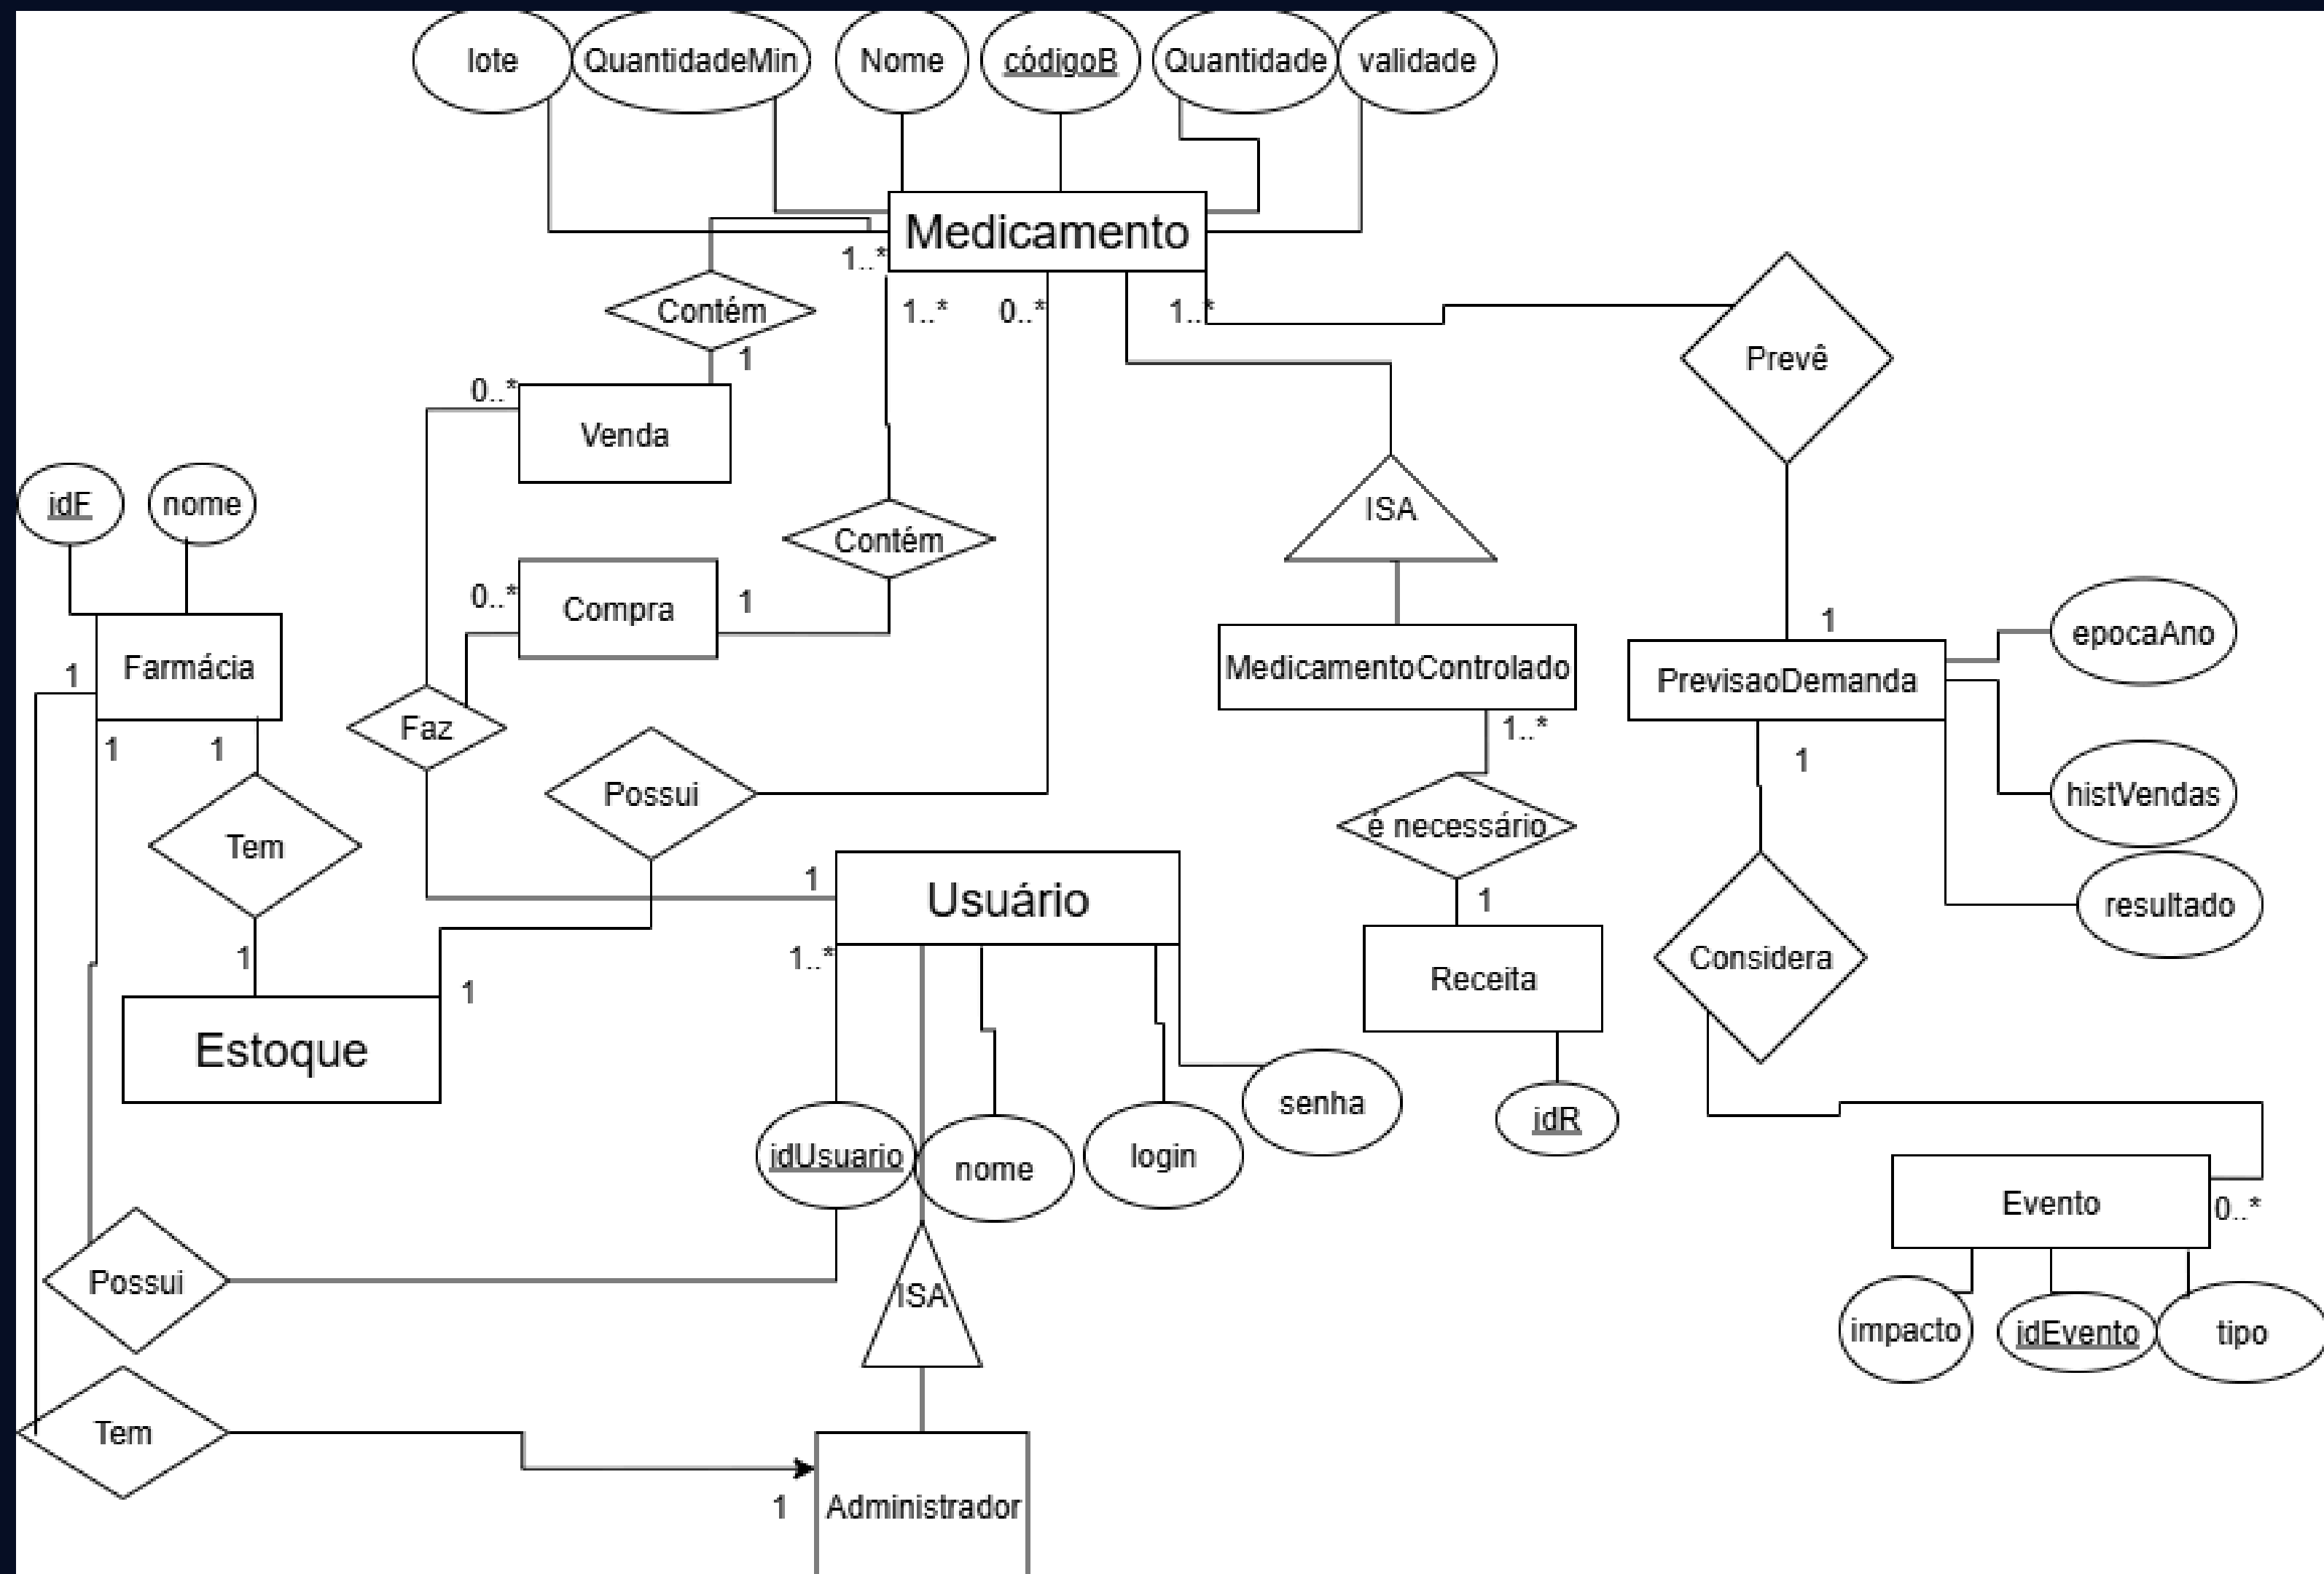 lote
QuantidadeMin
Nome
códigoB
Quantidade
validade
Medicamento
1..*
1..*
0..*
1..*
Contém
1
Prevê
0..*
Venda
idF
nome
ISA
Contém
0..*
Compra
1
1
epocaAno
Farmácia
1
MedicamentoControlado
PrevisaoDemanda
1
1
Faz
1..*
1
Possui
histVendas
Tem
é necessário
1
Usuário
1
resultado
1
1..*
Considera
1
Receita
Estoque
senha
idR
idUsuario
nome
login
Evento
0..*
Possui
ISA
impacto
idEvento
tipo
Tem
1
Administrador